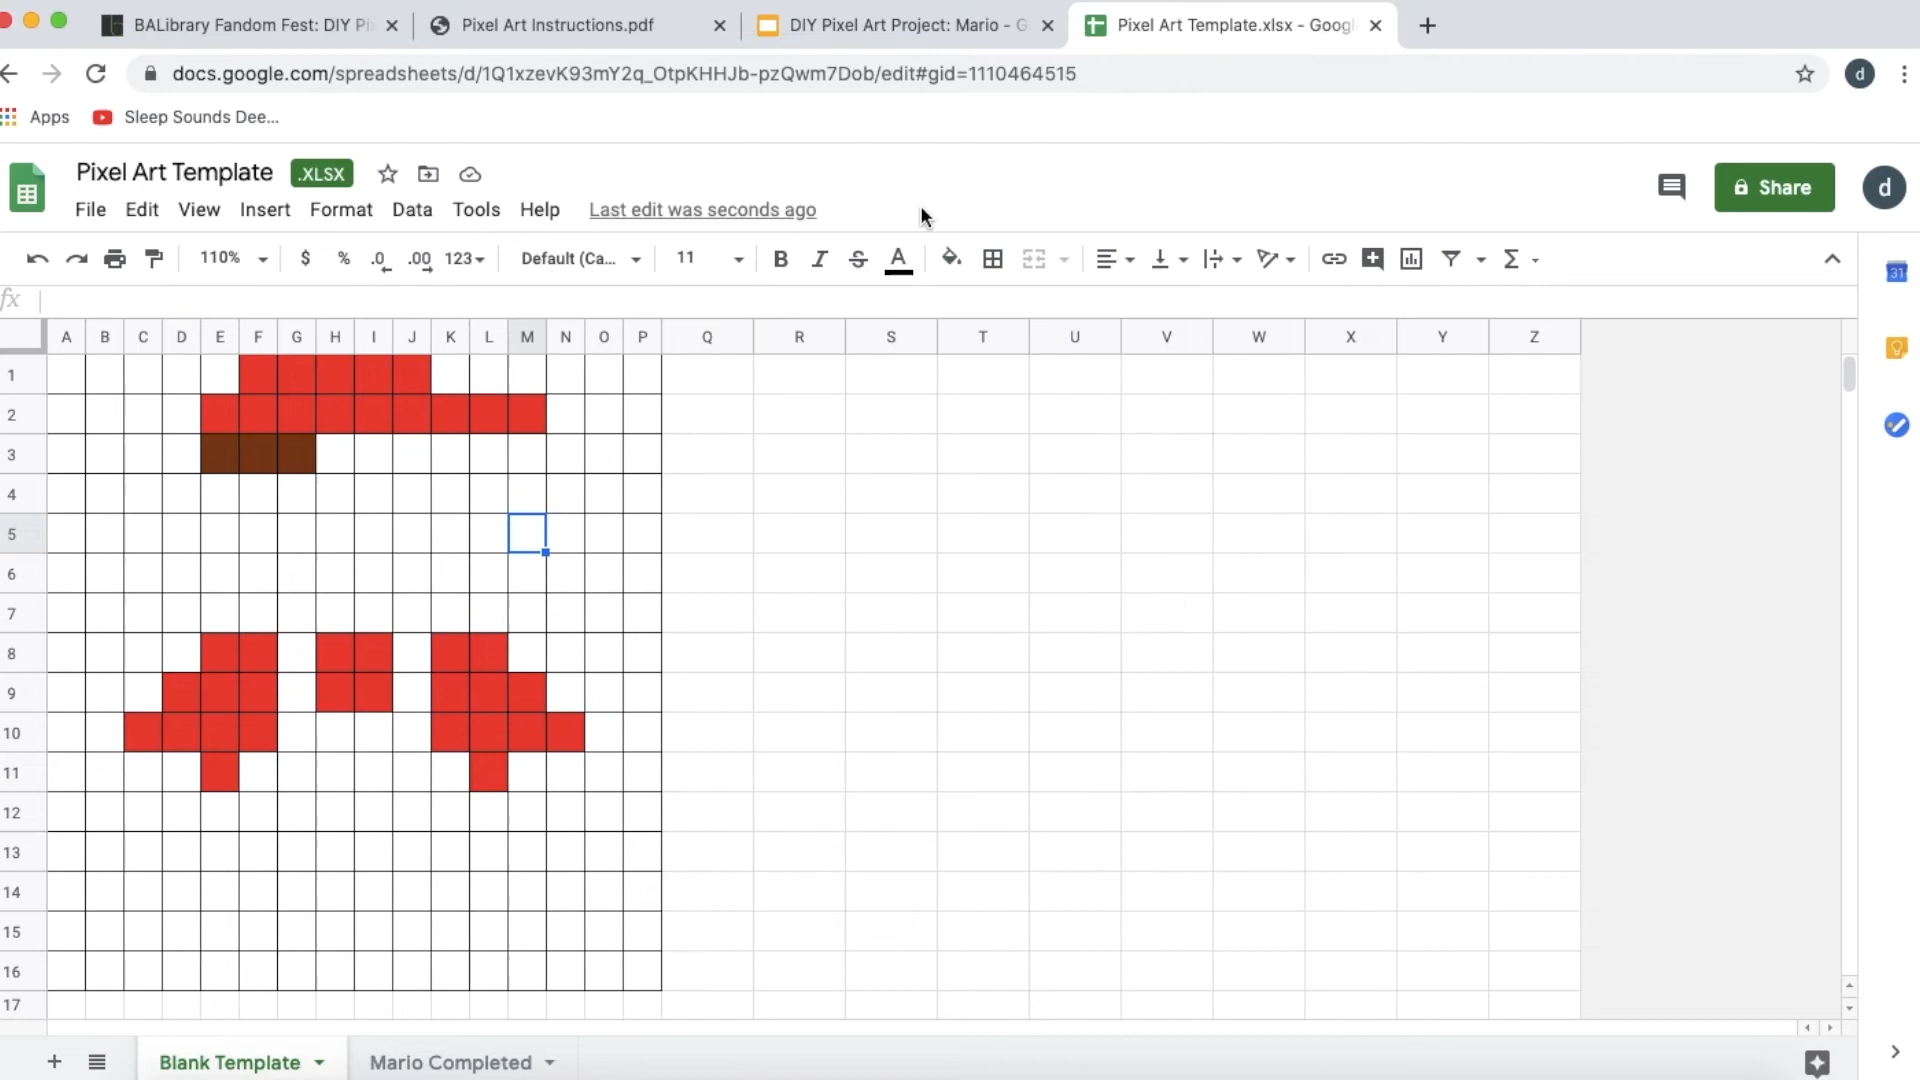 BALibrary Fandom Fest: DIY Pi
Pixel Art Instructions.pdf
DIY Pixel Art Project: Mario - G
Pixel Art Template.xlsx - Googl
docs.google.com/spreadsheets/d/1Q1xzevK93mY2q_OtpKHHJb-pzQwm7Dob/edit#gid=1110464515
d
Apps
Sleep Sounds Dee...
Pixel Art Template .XLSX
Share
d
File Edit View Insert Format Data Tools Help Last edit was seconds ago
110% $ % .0 .00 123 Default (Ca... 11 B I S A Σ
31
fx
A B C D E F G H I J K L M N O P Q R S T U V W X Y Z
1
2
3
4
5
6
7
8
9
10
11
12
13
14
15
16
17
Blank Template Mario Completed